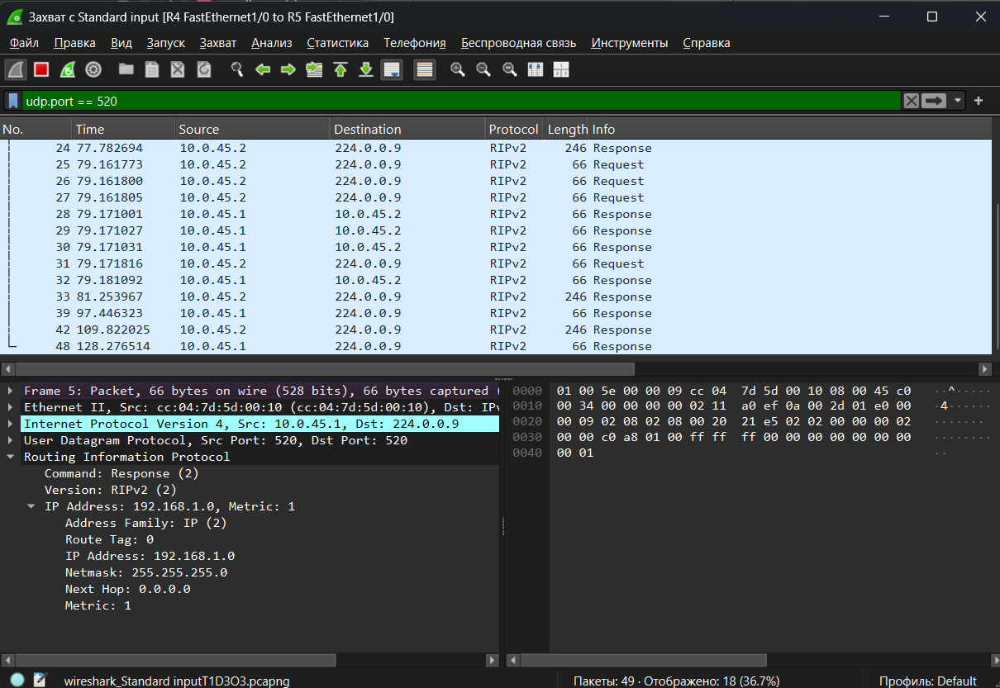 Захват с Standard input [R4 FastEthernet1/0 to R5 FastEthernet1/0]
Файл Правка Вид Запуск Захват Анализ Статистика Телефония Беспроводная связь Инструменты Справка
udp.port == 520
No. Time Source Destination Protocol Length Info
24 77.782694 10.0.45.2 224.0.0.9 RIPv2 246 Response
25 79.161773 10.0.45.2 224.0.0.9 RIPv2 66 Request
26 79.161800 10.0.45.2 224.0.0.9 RIPv2 66 Request
27 79.161805 10.0.45.2 224.0.0.9 RIPv2 66 Request
28 79.171001 10.0.45.1 10.0.45.2 RIPv2 66 Response
29 79.171027 10.0.45.1 10.0.45.2 RIPv2 66 Response
30 79.171031 10.0.45.1 10.0.45.2 RIPv2 66 Response
31 79.171816 10.0.45.2 224.0.0.9 RIPv2 66 Request
32 79.181092 10.0.45.1 10.0.45.2 RIPv2 66 Response
33 81.253967 10.0.45.2 224.0.0.9 RIPv2 246 Response
39 97.446323 10.0.45.1 224.0.0.9 RIPv2 66 Response
42 109.822025 10.0.45.2 224.0.0.9 RIPv2 246 Response
48 128.276514 10.0.45.1 224.0.0.9 RIPv2 66 Response
Frame 5: Packet, 66 bytes on wire (528 bits), 66 bytes captured (
Ethernet II, Src: cc:04:7d:5d:00:10 (cc:04:7d:5d:00:10), Dst: IPv
Internet Protocol Version 4, Src: 10.0.45.1, Dst: 224.0.0.9
User Datagram Protocol, Src Port: 520, Dst Port: 520
Routing Information Protocol
Command: Response (2)
Version: RIPv2 (2)
IP Address: 192.168.1.0, Metric: 1
Address Family: IP (2)
Route Tag: 0
IP Address: 192.168.1.0
Netmask: 255.255.255.0
Next Hop: 0.0.0.0
Metric: 1
0000 01 00 5e 00 00 09 cc 04 7d 5d 00 10 08 00 45 c0 ··^·····
0010 00 34 00 00 00 00 02 11 a0 ef 0a 00 2d 01 e0 00 ·4······
0020 00 09 02 08 02 08 00 20 21 e5 02 02 00 00 00 02 ·······
0030 00 00 c0 a8 01 00 ff ff ff 00 00 00 00 00 00 00 ········
0040 00 01 ··
wireshark_Standard inputT1D3O3.pcapng
Пакеты: 49 · Отображено: 18 (36.7%)
Профиль: Default